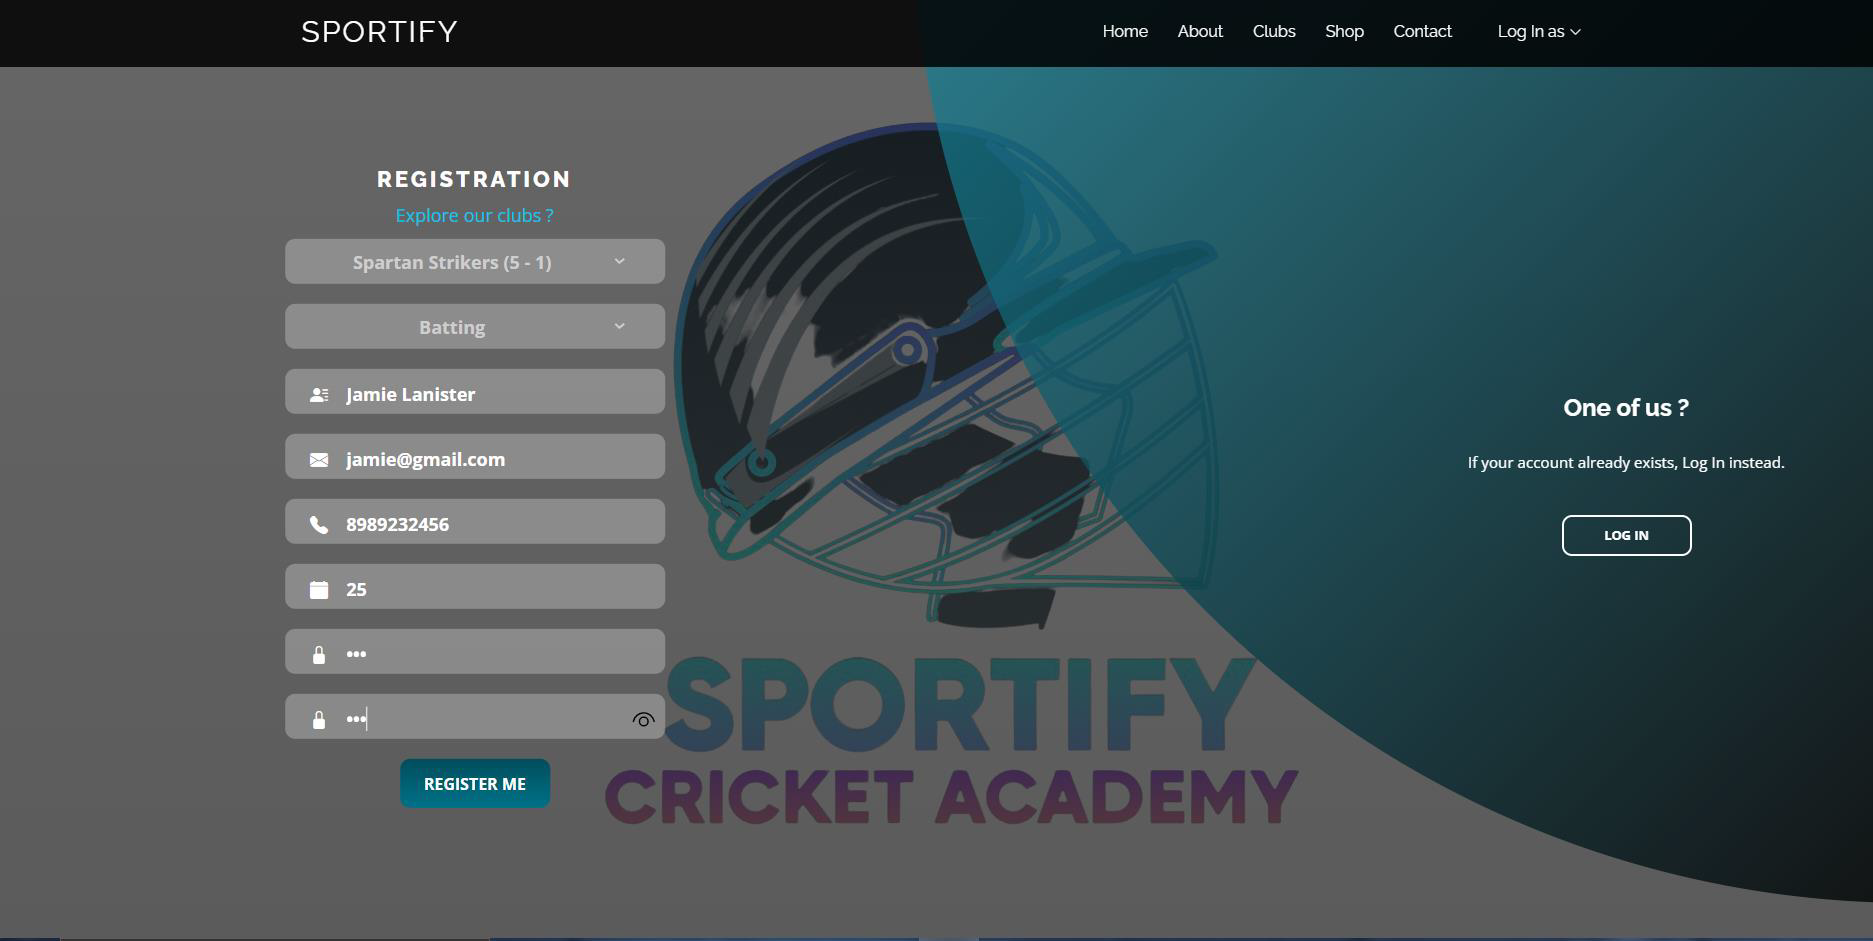 SPORTIFY
Home About Clubs Shop Contact Log In as
REGISTRATION
Explore our clubs ?
Spartan Strikers (5 - 1)
Batting
Jamie Lanister
jamie@gmail.com
8989232456
25
•••
•••
REGISTER ME
SPORTIFY
CRICKET ACADEMY
One of us ?
If your account already exists, Log In instead.
LOG IN